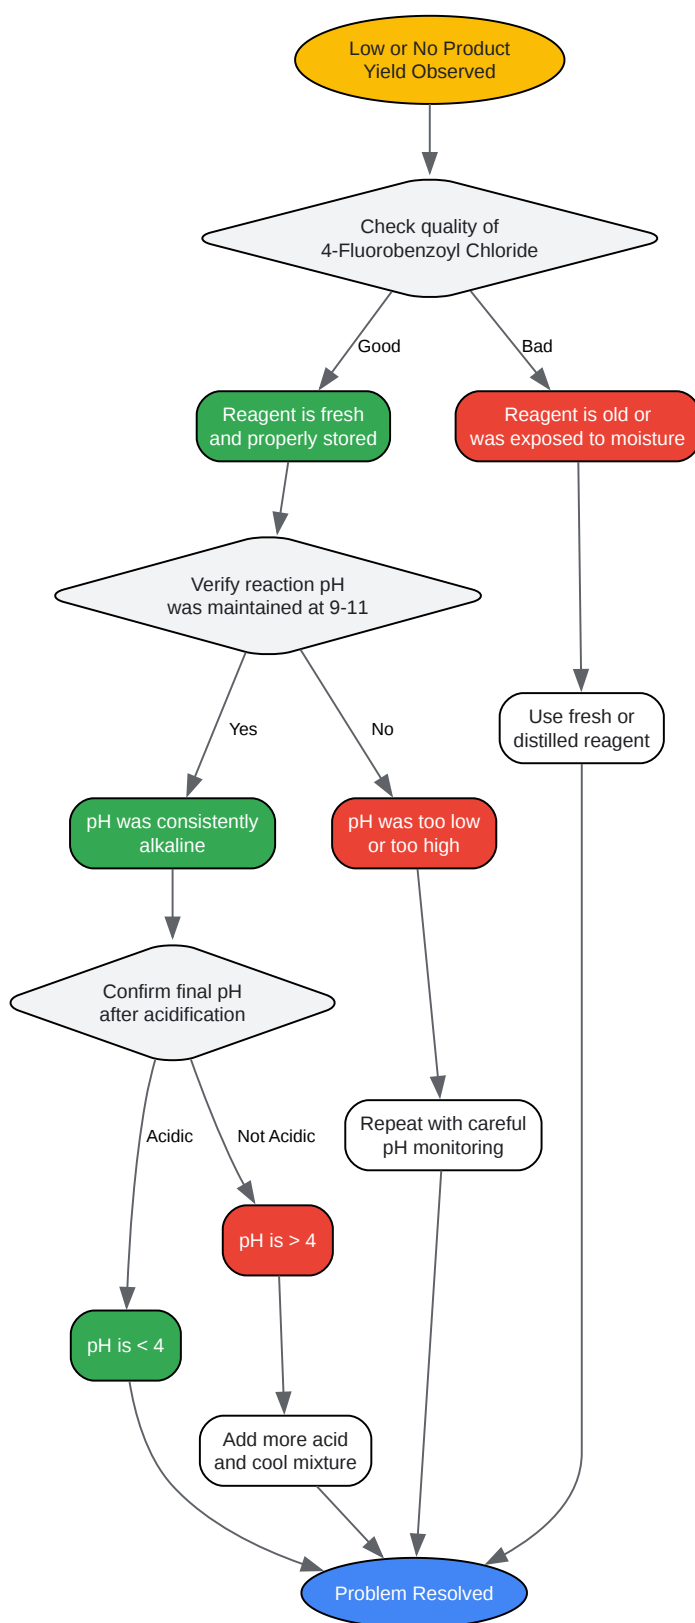 Low or No Product
Yield Observed
Check quality of
4-Fluorobenzoyl Chloride
Good
Bad
Reagent is fresh
and properly stored
Reagent is old or
was exposed to moisture
Verify reaction pH
was maintained at 9-11
Use fresh or
distilled reagent
Yes
No
pH was consistently
alkaline
pH was too low
or too high
Confirm final pH
after acidification
Acidic
Not Acidic
Repeat with careful
pH monitoring
pH is > 4
pH is < 4
Add more acid
and cool mixture
Problem Resolved